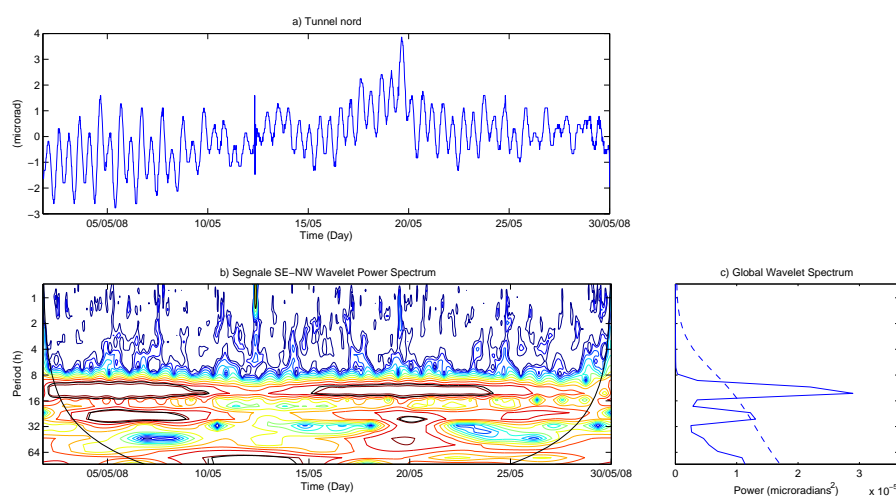 a) Tunnel nord
(microrad)
4
3
2
1
0
−1
−2
−3
05/05/08 10/05 15/05 20/05 25/05 30/05/08
Time (Day)
b) Segnale SE−NW Wavelet Power Spectrum
Period (h)
1
2
4
8
16
32
64
05/05/08 10/05 15/05 20/05 25/05 30/05/08
Time (Day)
c) Global Wavelet Spectrum
0 1 2 3
Power (microradians²)